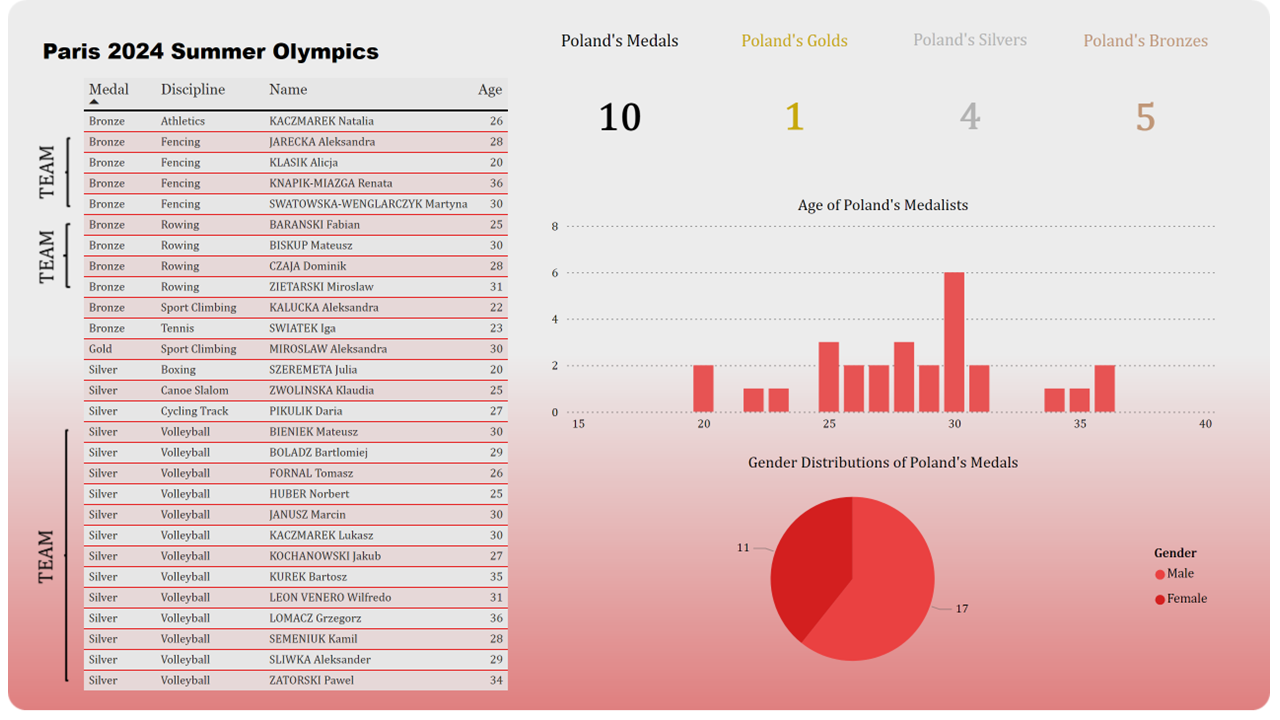 Paris 2024 Summer Olympics
Medal Discipline Name Age
Bronze Athletics KACZMAREK Natalia 26
Bronze Fencing JARECKA Aleksandra 28
Bronze Fencing KLASIK Alicja 20
Bronze Fencing KNAPIK-MIAZGA Renata 36
Bronze Fencing SWATOWSKA-WENGLARCZYK Martyna 30
Bronze Rowing BARANSKI Fabian 25
Bronze Rowing BISKUP Mateusz 30
Bronze Rowing CZAJA Dominik 28
Bronze Rowing ZIETARSKI Miroslaw 31
Bronze Sport Climbing KALUCKA Aleksandra 22
Bronze Tennis SWIATEK Iga 23
Gold Sport Climbing MIROSLAW Aleksandra 30
Silver Boxing SZEREMETA Julia 20
Silver Canoe Slalom ZWOLINSKA Klaudia 25
Silver Cycling Track PIKULIK Daria 27
Silver Volleyball BIENIEK Mateusz 30
Silver Volleyball BOLADZ Bartlomiej 29
Silver Volleyball FORNAL Tomasz 26
Silver Volleyball HUBER Norbert 25
Silver Volleyball JANUSZ Marcin 30
Silver Volleyball KACZMAREK Lukasz 30
Silver Volleyball KOCHANOWSKI Jakub 27
Silver Volleyball KUREK Bartosz 35
Silver Volleyball LEON VENERO Wilfredo 31
Silver Volleyball LOMACZ Grzegorz 36
Silver Volleyball SEMENIUK Kamil 28
Silver Volleyball SLIWKA Aleksander 29
Silver Volleyball ZATORSKI Pawel 34
TEAM
TEAM
TEAM
Poland's Medals Poland's Golds Poland's Silvers Poland's Bronzes
10 1 4 5
Age of Poland's Medalists
8
6
4
2
0
15 20 25 30 35 40
Gender Distributions of Poland's Medals
11
17
Gender
Male
Female